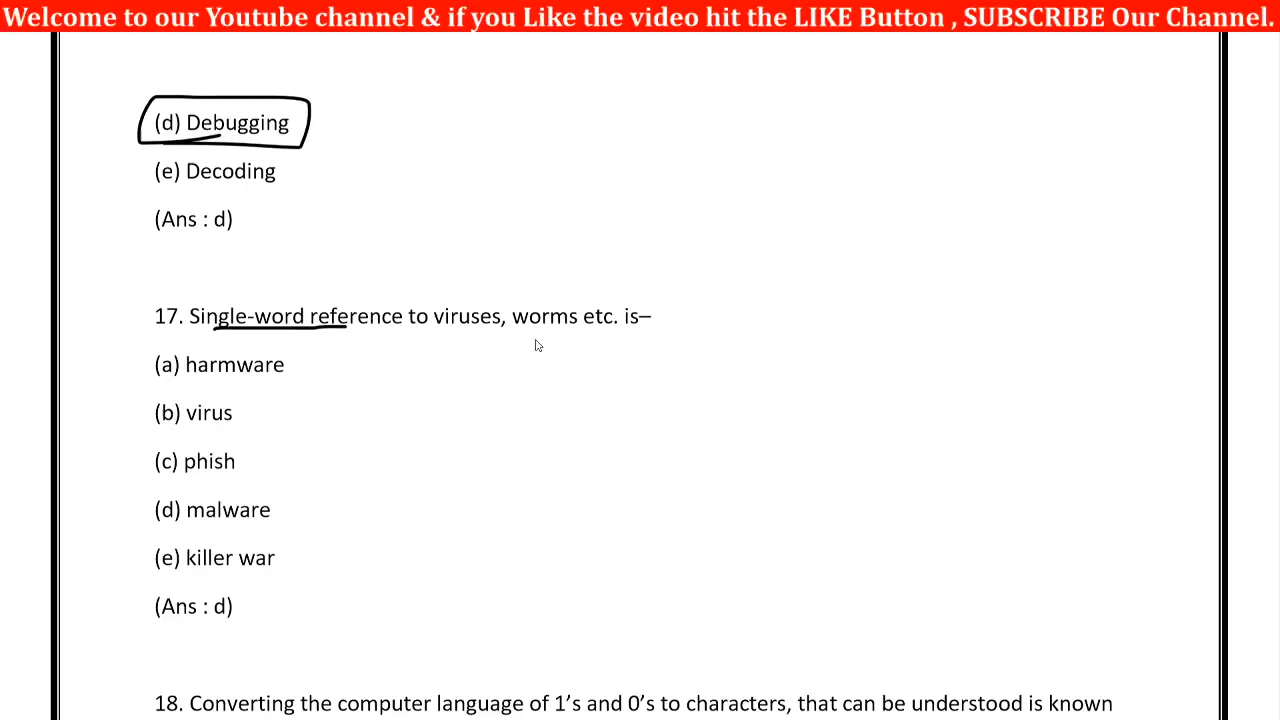 Welcome to our Youtube channel & if you Like the video hit the LIKE Button , SUBSCRIBE Our Channel.
(d) Debugging
(e) Decoding
(Ans : d)
17. Single-word reference to viruses, worms etc. is–
(a) harmware
(b) virus
(c) phish
(d) malware
(e) killer war
(Ans : d)
18. Converting the computer language of 1’s and 0’s to characters, that can be understood is known